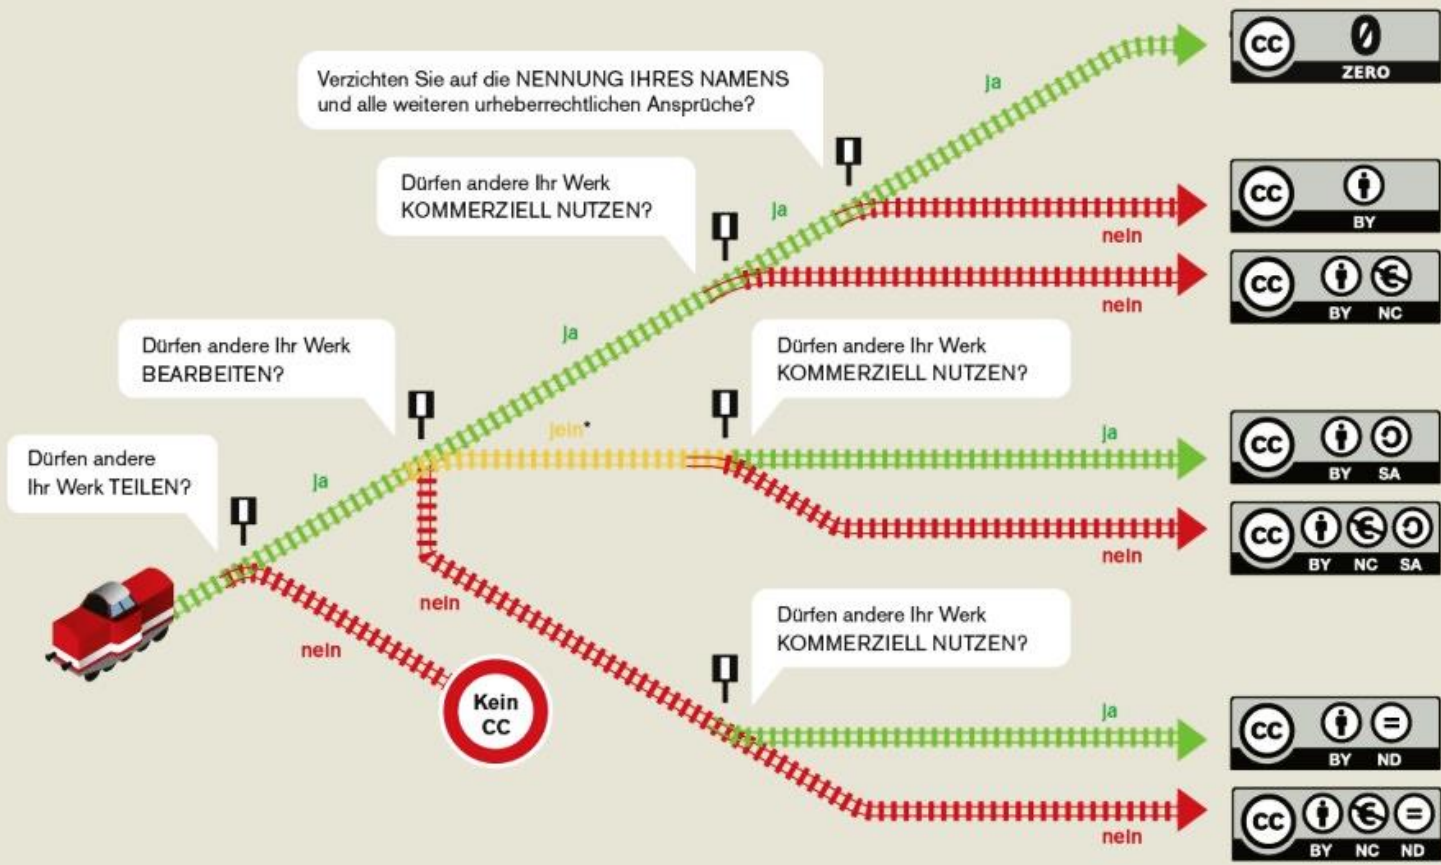 Verzichten Sie auf die NENNUNG IHRES NAMENS
und alle weiteren urheberrechtlichen Ansprüche?
ja
cc 0
ZERO
Dürfen andere Ihr Werk
KOMMERZIELL NUTZEN?
ja
nein
cc
BY
nein
cc €
BY NC
Dürfen andere Ihr Werk
BEARBEITEN?
ja
jein*
Dürfen andere Ihr Werk
KOMMERZIELL NUTZEN?
ja
cc
BY SA
nein
cc €
BY NC SA
Dürfen andere
Ihr Werk TEILEN?
ja
nein
Kein
CC
nein
Dürfen andere Ihr Werk
KOMMERZIELL NUTZEN?
ja
cc =
BY ND
nein
cc € =
BY NC ND